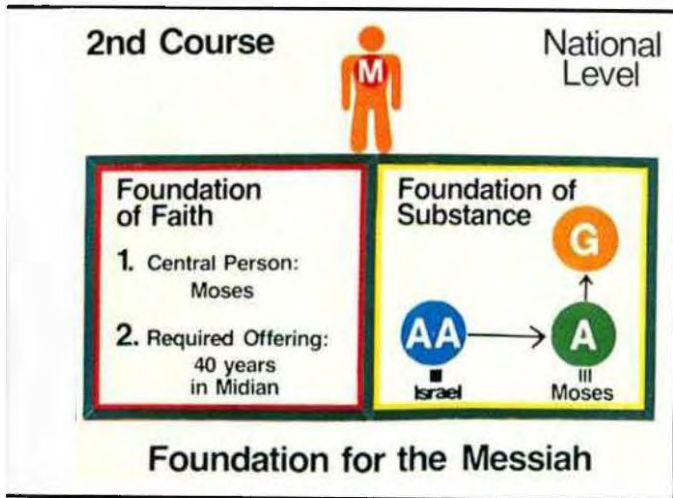 2nd Course
M
National
Level
Foundation
of Faith
1. Central Person:
Moses
2. Required Offering:
40 years
in Midian
Foundation of
Substance
G
AA
A
Israel
Moses
Foundation for the Messiah